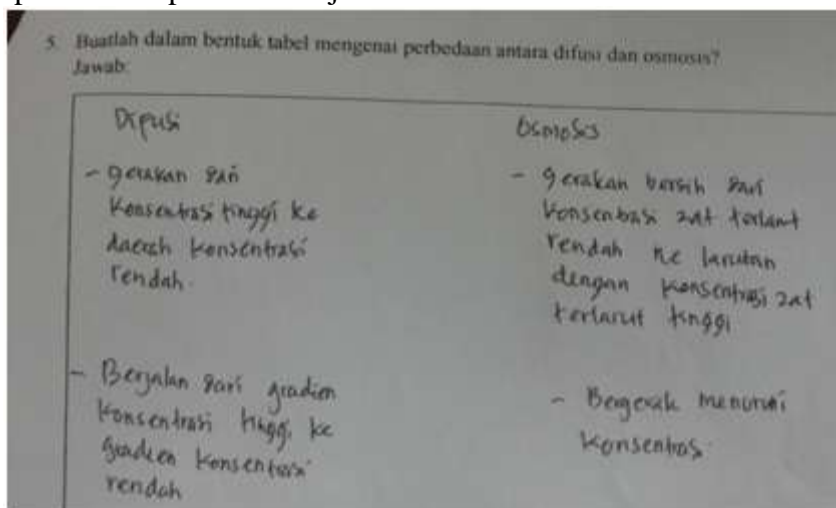 5. Buatlah dalam bentuk tabel mengenai perbedaan antara difusi dan osmosis?
Jawab:
Dipusi
- gerakan dari
Konsentrasi tinggi ke
daerah konsentrasi
rendah.
- Berjalan dari gradien
Konsentrasi tinggi ke
gradien konsentrasi
rendah
Osmosis
- gerakan bersih dari
konsentrasi zat terlarut
rendah ke larutan
dengan konsentrasi zat
terlarut tinggi
- Bergerak menuruni
konsentrasi